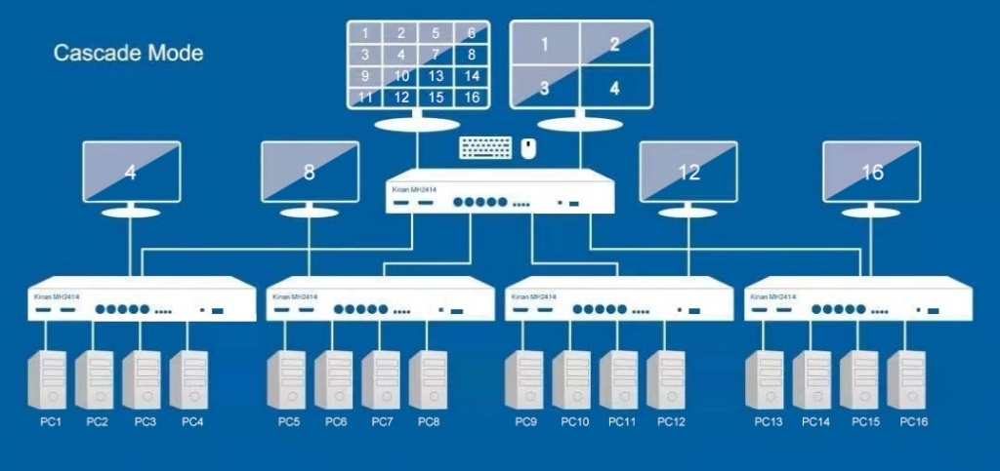 Cascade Mode
1 2 5 6
3 4 7 8
9 10 13 14
11 12 15 16
1 2
3 4
4
8
12
16
Kinan MH2414
Kinan MH2414
Kinan MH2414
Kinan MH2414
Kinan MH2414
PC1 PC2 PC3 PC4 PC5 PC6 PC7 PC8 PC9 PC10 PC11 PC12 PC13 PC14 PC15 PC16